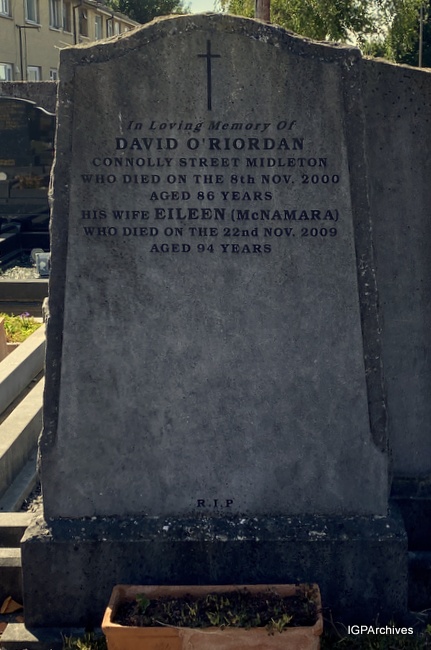 In Loving Memory Of
DAVID O'RIORDAN
CONNOLLY STREET MIDLETON
WHO DIED ON THE 8th NOV. 2000
AGED 86 YEARS
HIS WIFE EILEEN (McNAMARA)
WHO DIED ON THE 22nd NOV. 2009
AGED 94 YEARS
R.I.P
IGPArchives